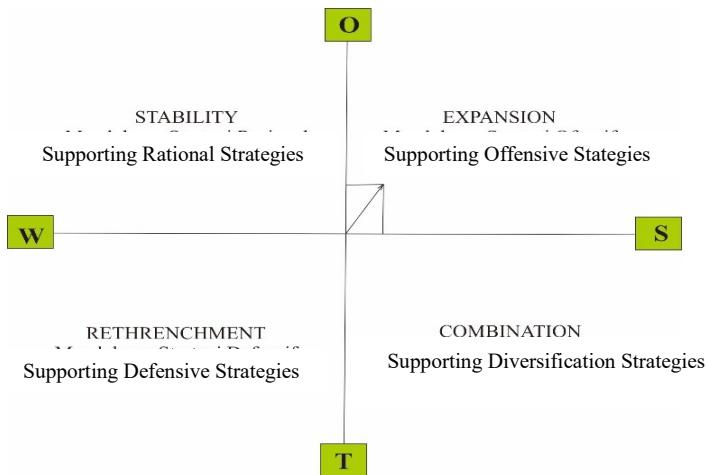 O
STABILITY
Supporting Rational Strategies
EXPANSION
Supporting Offensive Stategies
W
S
RETHRENCHMENT
Supporting Defensive Strategies
COMBINATION
Supporting Diversification Strategies
T